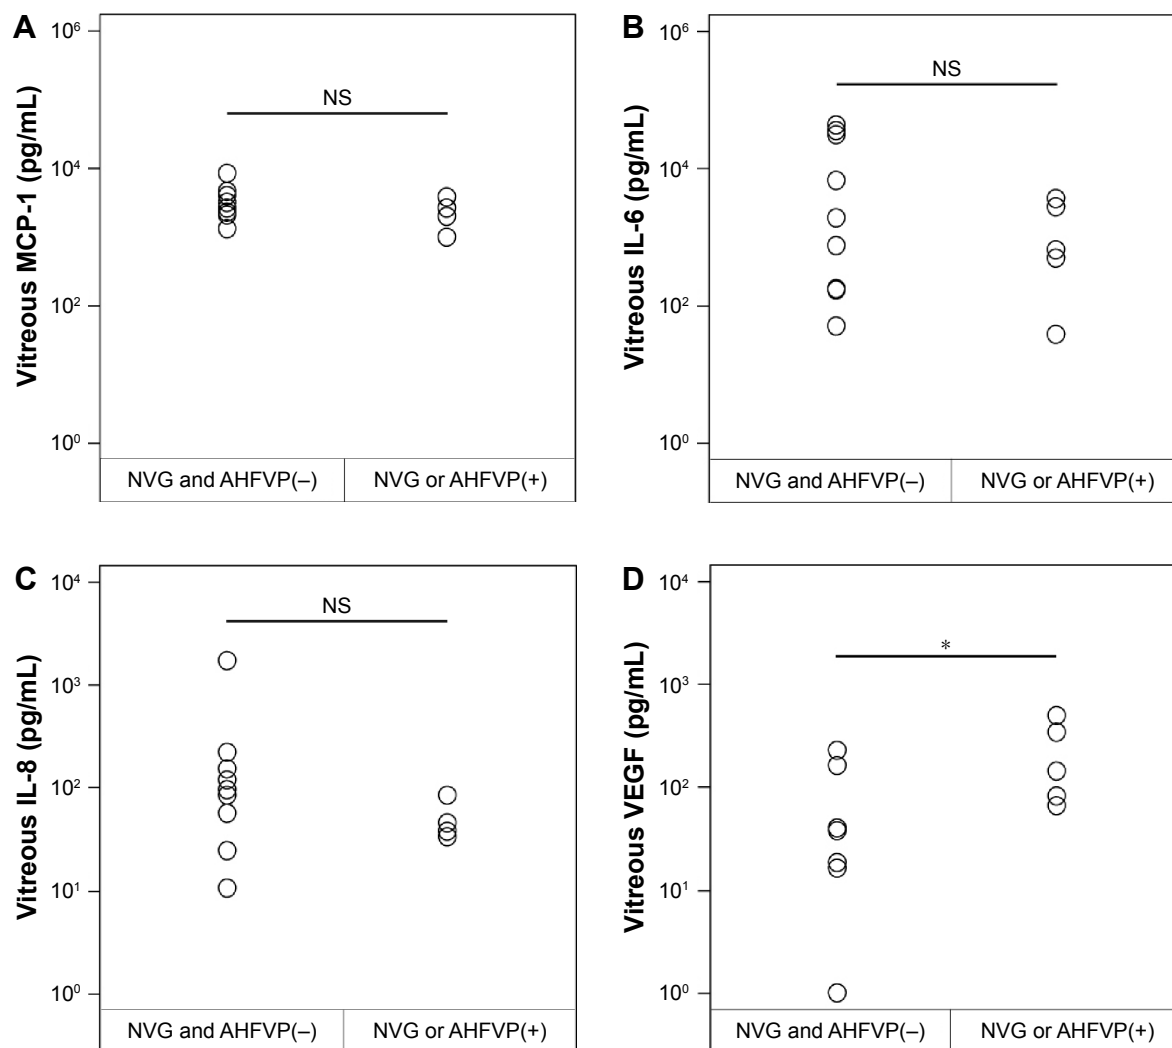 A
Vitreous MCP-1 (pg/mL)
10⁶
10⁴
10²
10⁰
NS
NVG and AHFVP(–)
NVG or AHFVP(+)
B
Vitreous IL-6 (pg/mL)
10⁶
10⁴
10²
10⁰
NS
NVG and AHFVP(–)
NVG or AHFVP(+)
C
Vitreous IL-8 (pg/mL)
10⁴
10³
10²
10¹
10⁰
NS
NVG and AHFVP(–)
NVG or AHFVP(+)
D
Vitreous VEGF (pg/mL)
10⁴
10³
10²
10¹
10⁰
*
NVG and AHFVP(–)
NVG or AHFVP(+)